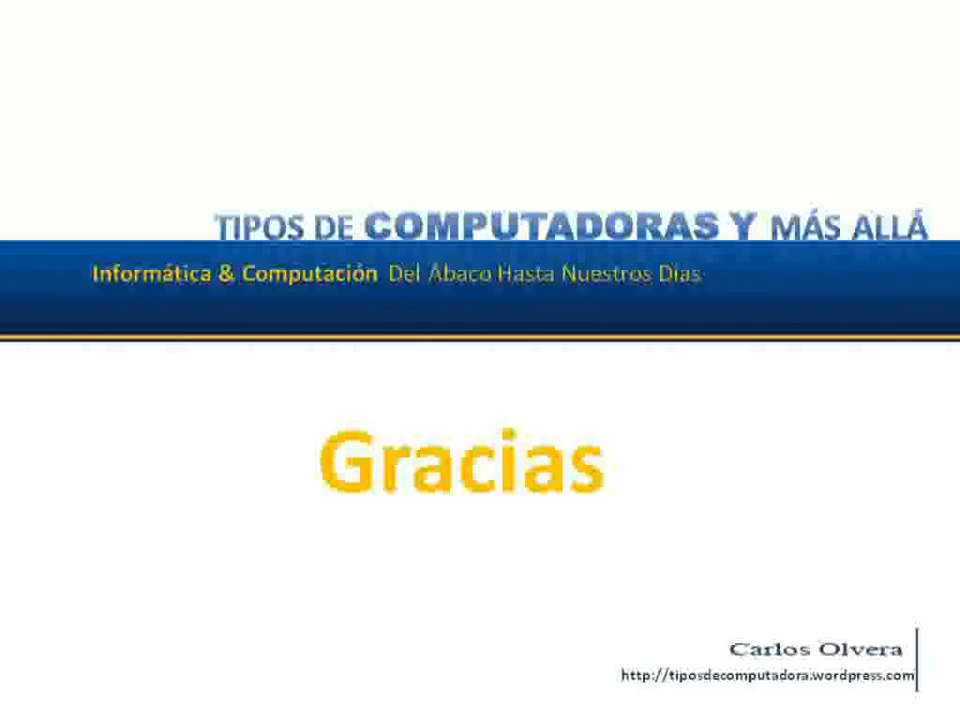 TIPOS DE COMPUTADORAS Y MÁS ALLÁ
Informática & Computación Del Ábaco Hasta Nuestros Días
Gracias
Carlos Olvera
http://tiposdecomputadora.wordpress.com